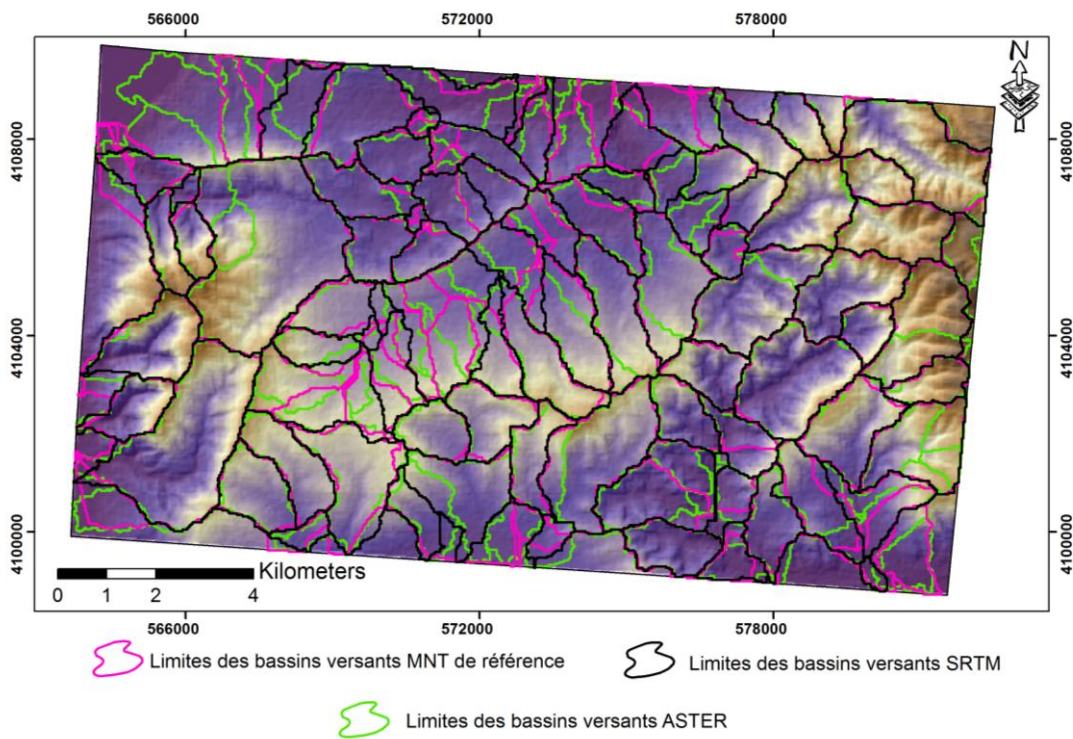 566000 572000 578000
N
4108000 4108000
4104000 4104000
4100000 4100000
Kilometers
0 1 2 4
566000 572000 578000
Limites des bassins versants MNT de référence Limites des bassins versants SRTM
Limites des bassins versants ASTER